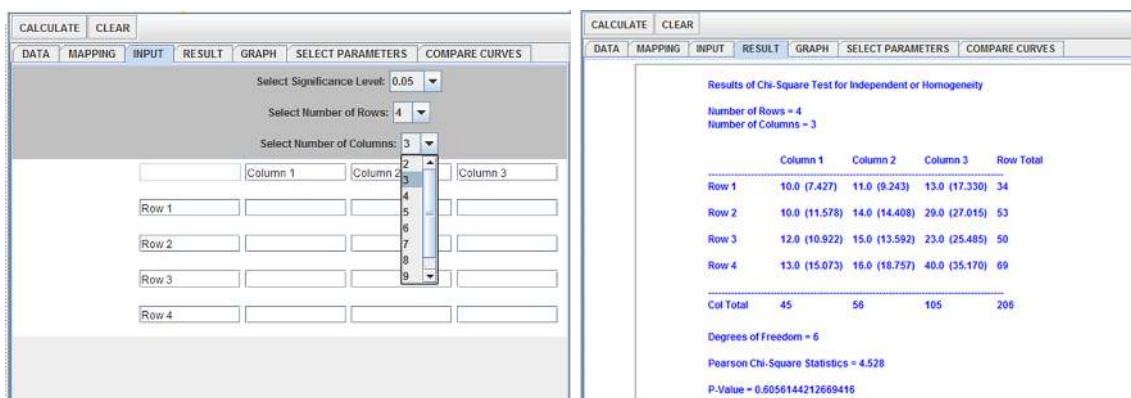 CALCULATE CLEAR
DATA MAPPING INPUT RESULT GRAPH SELECT PARAMETERS COMPARE CURVES
Select Significance Level: 0.05
Select Number of Rows: 4
Select Number of Columns: 3
2
3
4
5
6
7
8
9
Column 1 Column 2 Column 3
Row 1
Row 2
Row 3
Row 4
CALCULATE CLEAR
DATA MAPPING INPUT RESULT GRAPH SELECT PARAMETERS COMPARE CURVES
Results of Chi-Square Test for Independent or Homogeneity
Number of Rows = 4
Number of Columns = 3
Column 1 Column 2 Column 3 Row Total
Row 1 10.0 (7.427) 11.0 (9.243) 13.0 (17.330) 34
Row 2 10.0 (11.578) 14.0 (14.408) 29.0 (27.015) 53
Row 3 12.0 (10.922) 15.0 (13.592) 23.0 (25.485) 50
Row 4 13.0 (15.073) 16.0 (18.757) 40.0 (35.170) 69
Col Total 45 56 105 206
Degrees of Freedom = 6
Pearson Chi-Square Statistics = 4.528
P-Value = 0.6056144212669416